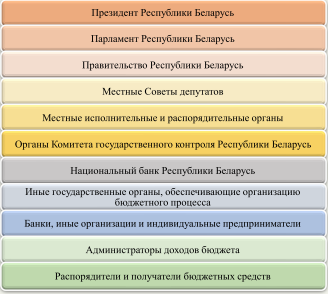 Президент Республики Беларусь
Парламент Республики Беларусь
Правительство Республики Беларусь
Местные Советы депутатов
Местные исполнительные и распорядительные органы
Органы Комитета государственного контроля Республики Беларусь
Национальный банк Республики Беларусь
Иные государственные органы, обеспечивающие организацию
бюджетного процесса
Банки, иные организации и индивидуальные предприниматели
Администраторы доходов бюджета
Распорядители и получатели бюджетных средств